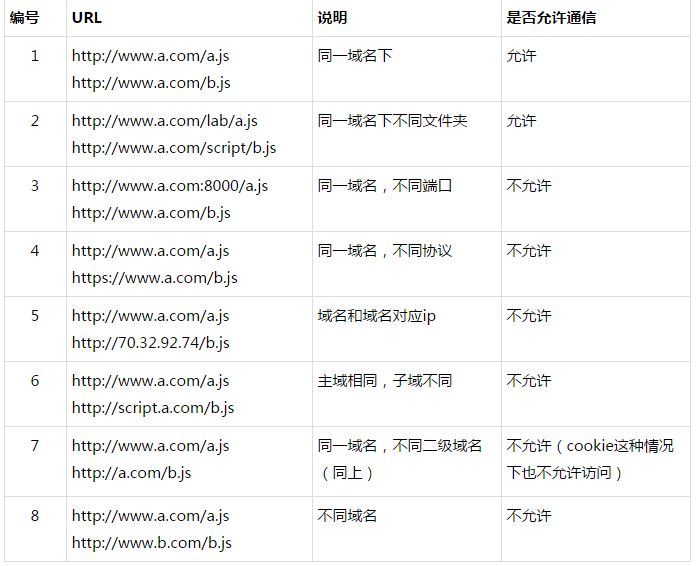 编号 URL 说明 是否允许通信
1 http://www.a.com/a.js 同一域名下 允许
http://www.a.com/b.js
2 http://www.a.com/lab/a.js 同一域名下不同文件夹 允许
http://www.a.com/script/b.js
3 http://www.a.com:8000/a.js 同一域名，不同端口 不允许
http://www.a.com/b.js
4 http://www.a.com/a.js 同一域名，不同协议 不允许
https://www.a.com/b.js
5 http://www.a.com/a.js 域名和域名对应ip 不允许
http://70.32.92.74/b.js
6 http://www.a.com/a.js 主域相同，子域不同 不允许
http://script.a.com/b.js
7 http://www.a.com/a.js 同一域名，不同二级域名 不允许（cookie这种情况
http://a.com/b.js （同上） 下也不允许访问）
8 http://www.a.com/a.js 不同域名 不允许
http://www.b.com/b.js